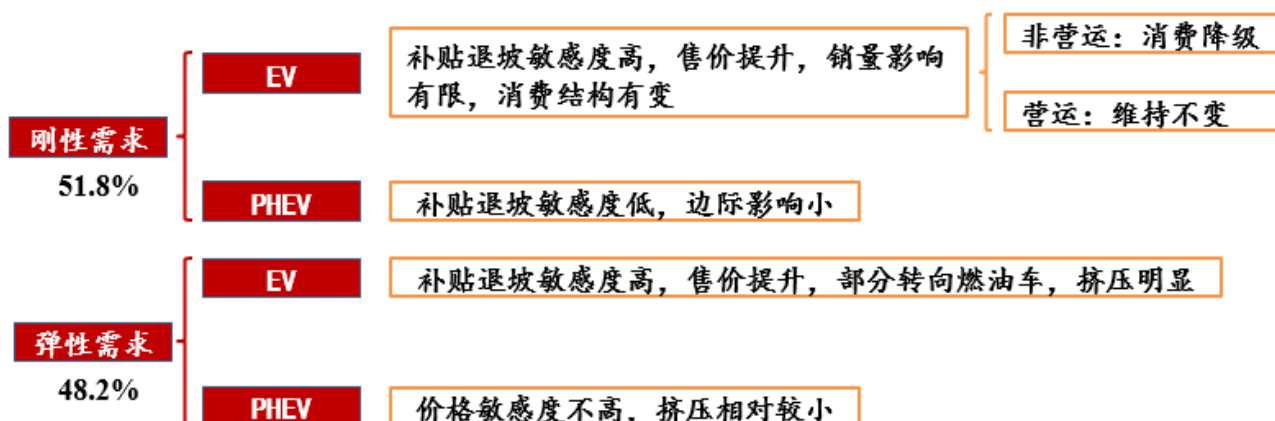 刚性需求
51.8%
EV
补贴退坡敏感度高，售价提升，销量影响
有限，消费结构有变
非营运：消费降级
营运：维持不变
PHEV
补贴退坡敏感度低，边际影响小
弹性需求
48.2%
EV
补贴退坡敏感度高，售价提升，部分转向燃油车，挤压明显
PHEV
价格敏感度不高，挤压相对较小